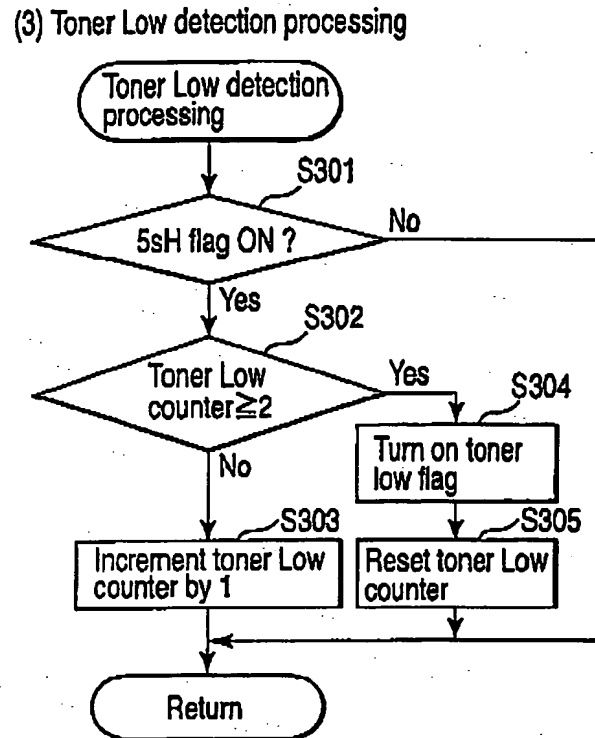 (3) Toner Low detection processing
Toner Low detection
processing
S301
5sH flag ON ?
No
Yes
S302
Toner Low
counter≧2
Yes
S304
Turn on toner
low flag
No
S303
S305
Increment toner Low
counter by 1
Reset toner Low
counter
Return